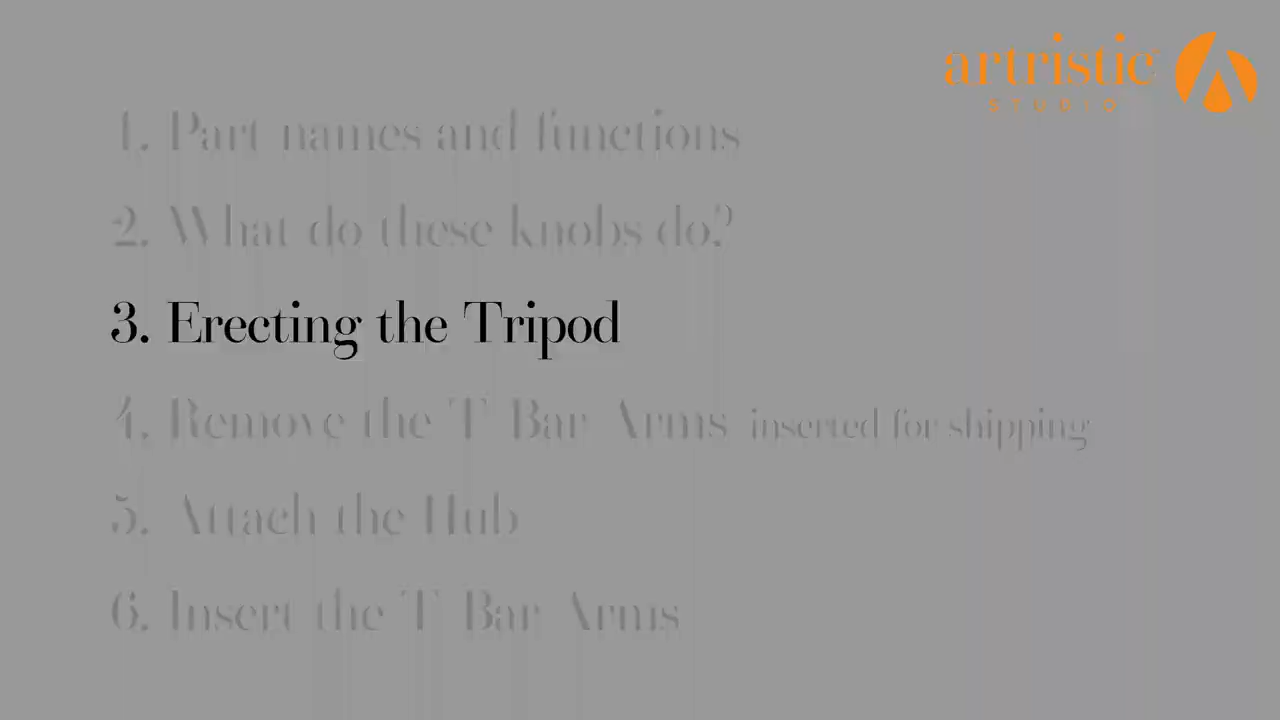 artristic
STUDIO
1. Part names and functions
2. What do these knobs do?
3. Erecting the Tripod
4. Remove the T Bar Arms inserted for shipping
5. Attach the Hub
6. Insert the T Bar Arms